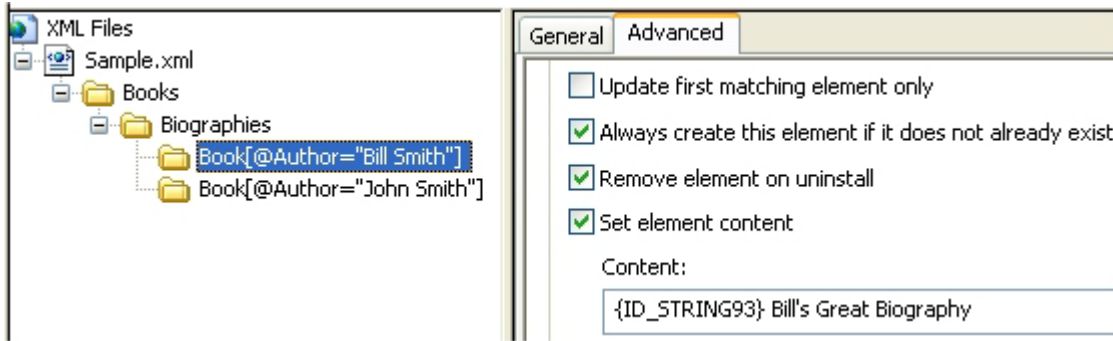 XML Files
Sample.xml
Books
Biographies
Book[@Author="Bill Smith"]
Book[@Author="John Smith"]
General
Advanced
Update first matching element only
Always create this element if it does not already exist
Remove element on uninstall
Set element content
Content:
{ID_STRING93} Bill's Great Biography